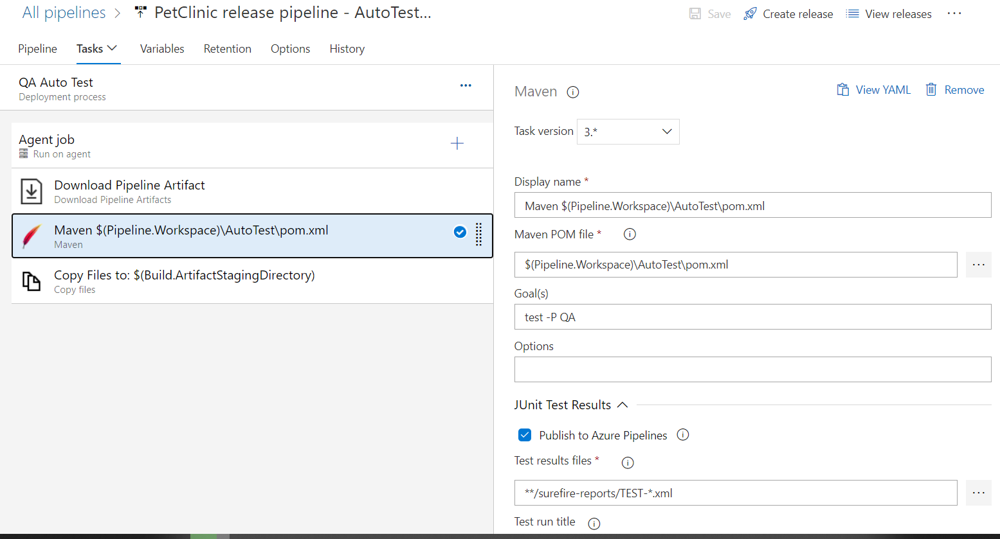 All pipelines > PetClinic release pipeline - AutoTest...
Save Create release View releases ...
Pipeline Tasks Variables Retention Options History
QA Auto Test
Deployment process
...
Agent job
Run on agent
Download Pipeline Artifact
Download Pipeline Artifacts
Maven $(Pipeline.Workspace)\AutoTest\pom.xml
Maven
Copy Files to: $(Build.ArtifactStagingDirectory)
Copy files
Maven
View YAML Remove
Task version 3.*
Display name *
Maven $(Pipeline.Workspace)\AutoTest\pom.xml
Maven POM file *
$(Pipeline.Workspace)\AutoTest\pom.xml
...
Goal(s)
test -P QA
Options
JUnit Test Results
Publish to Azure Pipelines
Test results files *
**/surefire-reports/TEST-*.xml
...
Test run title